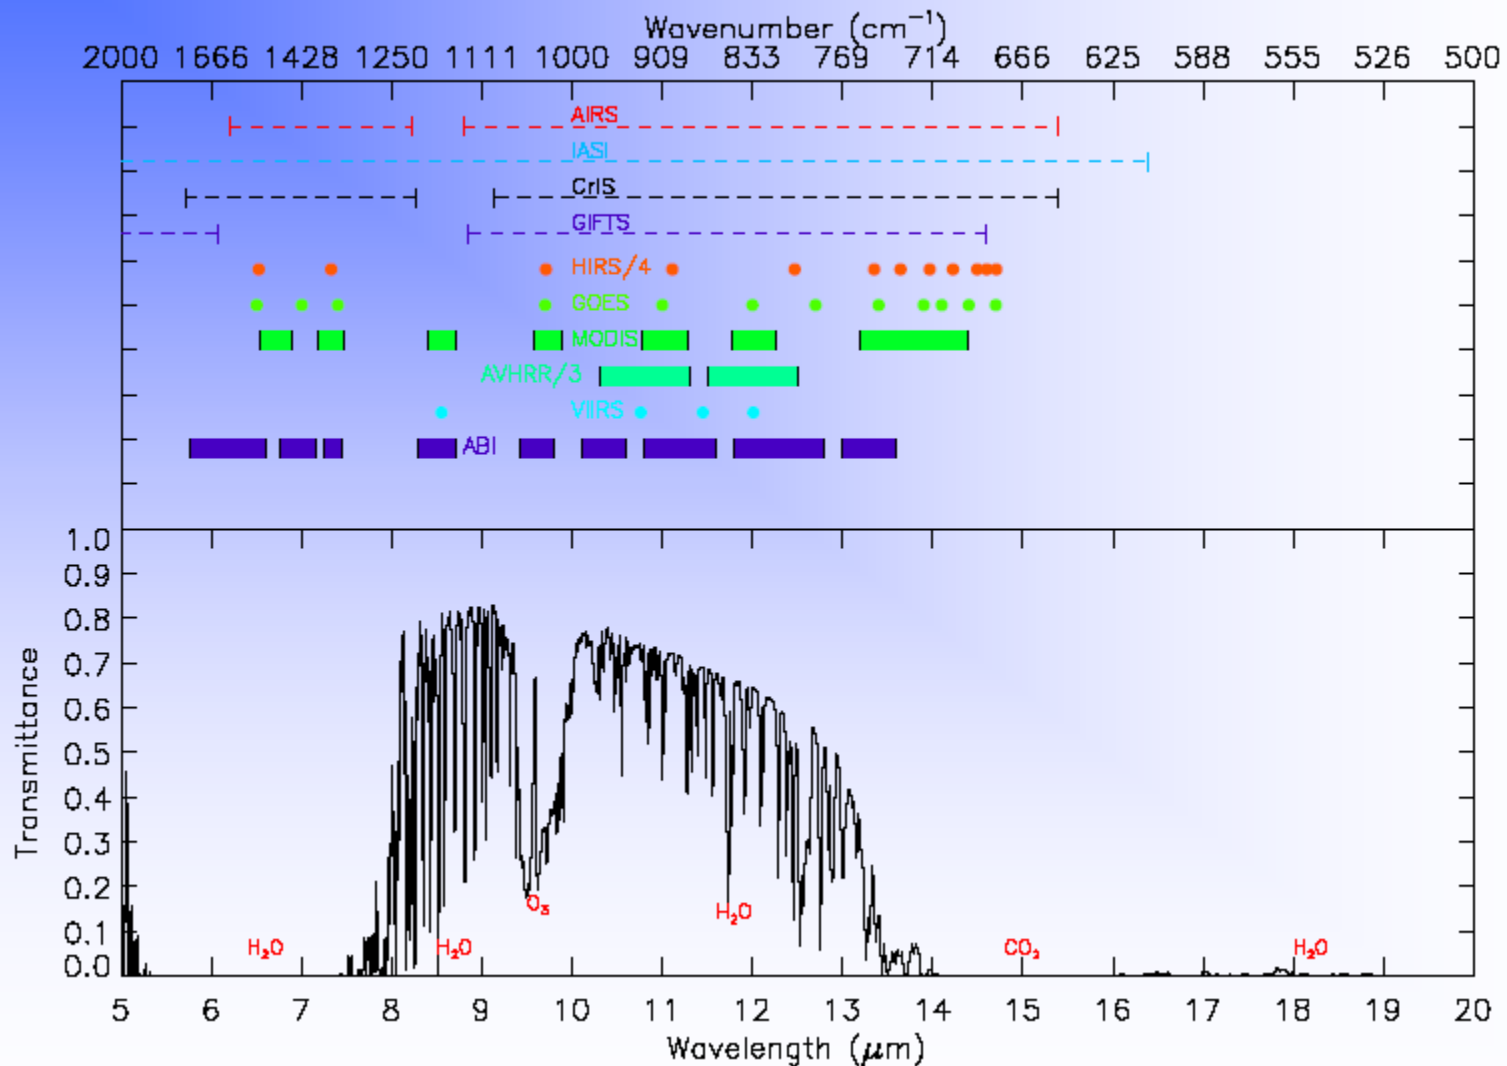 Wavenumber (cm⁻¹)
2000 1666 1428 1250 1111 1000 909 833 769 714 666 625 588 555 526 500
AIRS
IASI
CrIS
GIFTS
HIRS/4
GOES
MODIS
AVHRR/3
VIIRS
ABI
1.0
0.9
0.8
0.7
0.6
0.5
0.4
0.3
0.2
0.1
0.0
Transmittance
O₃
H₂O
H₂O H₂O CO₂ H₂O
5 6 7 8 9 10 11 12 13 14 15 16 17 18 19 20
Wavelength (μm)